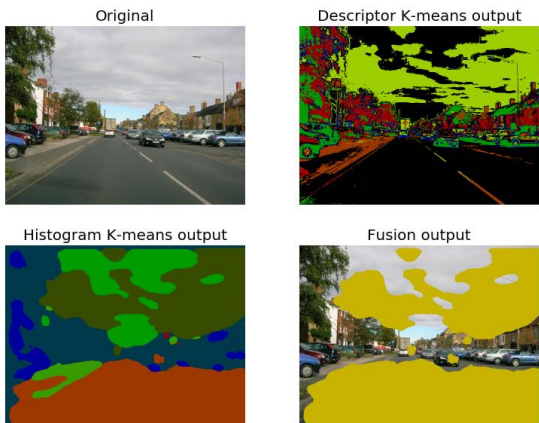 Original
Descriptor K-means output
Histogram K-means output
Fusion output